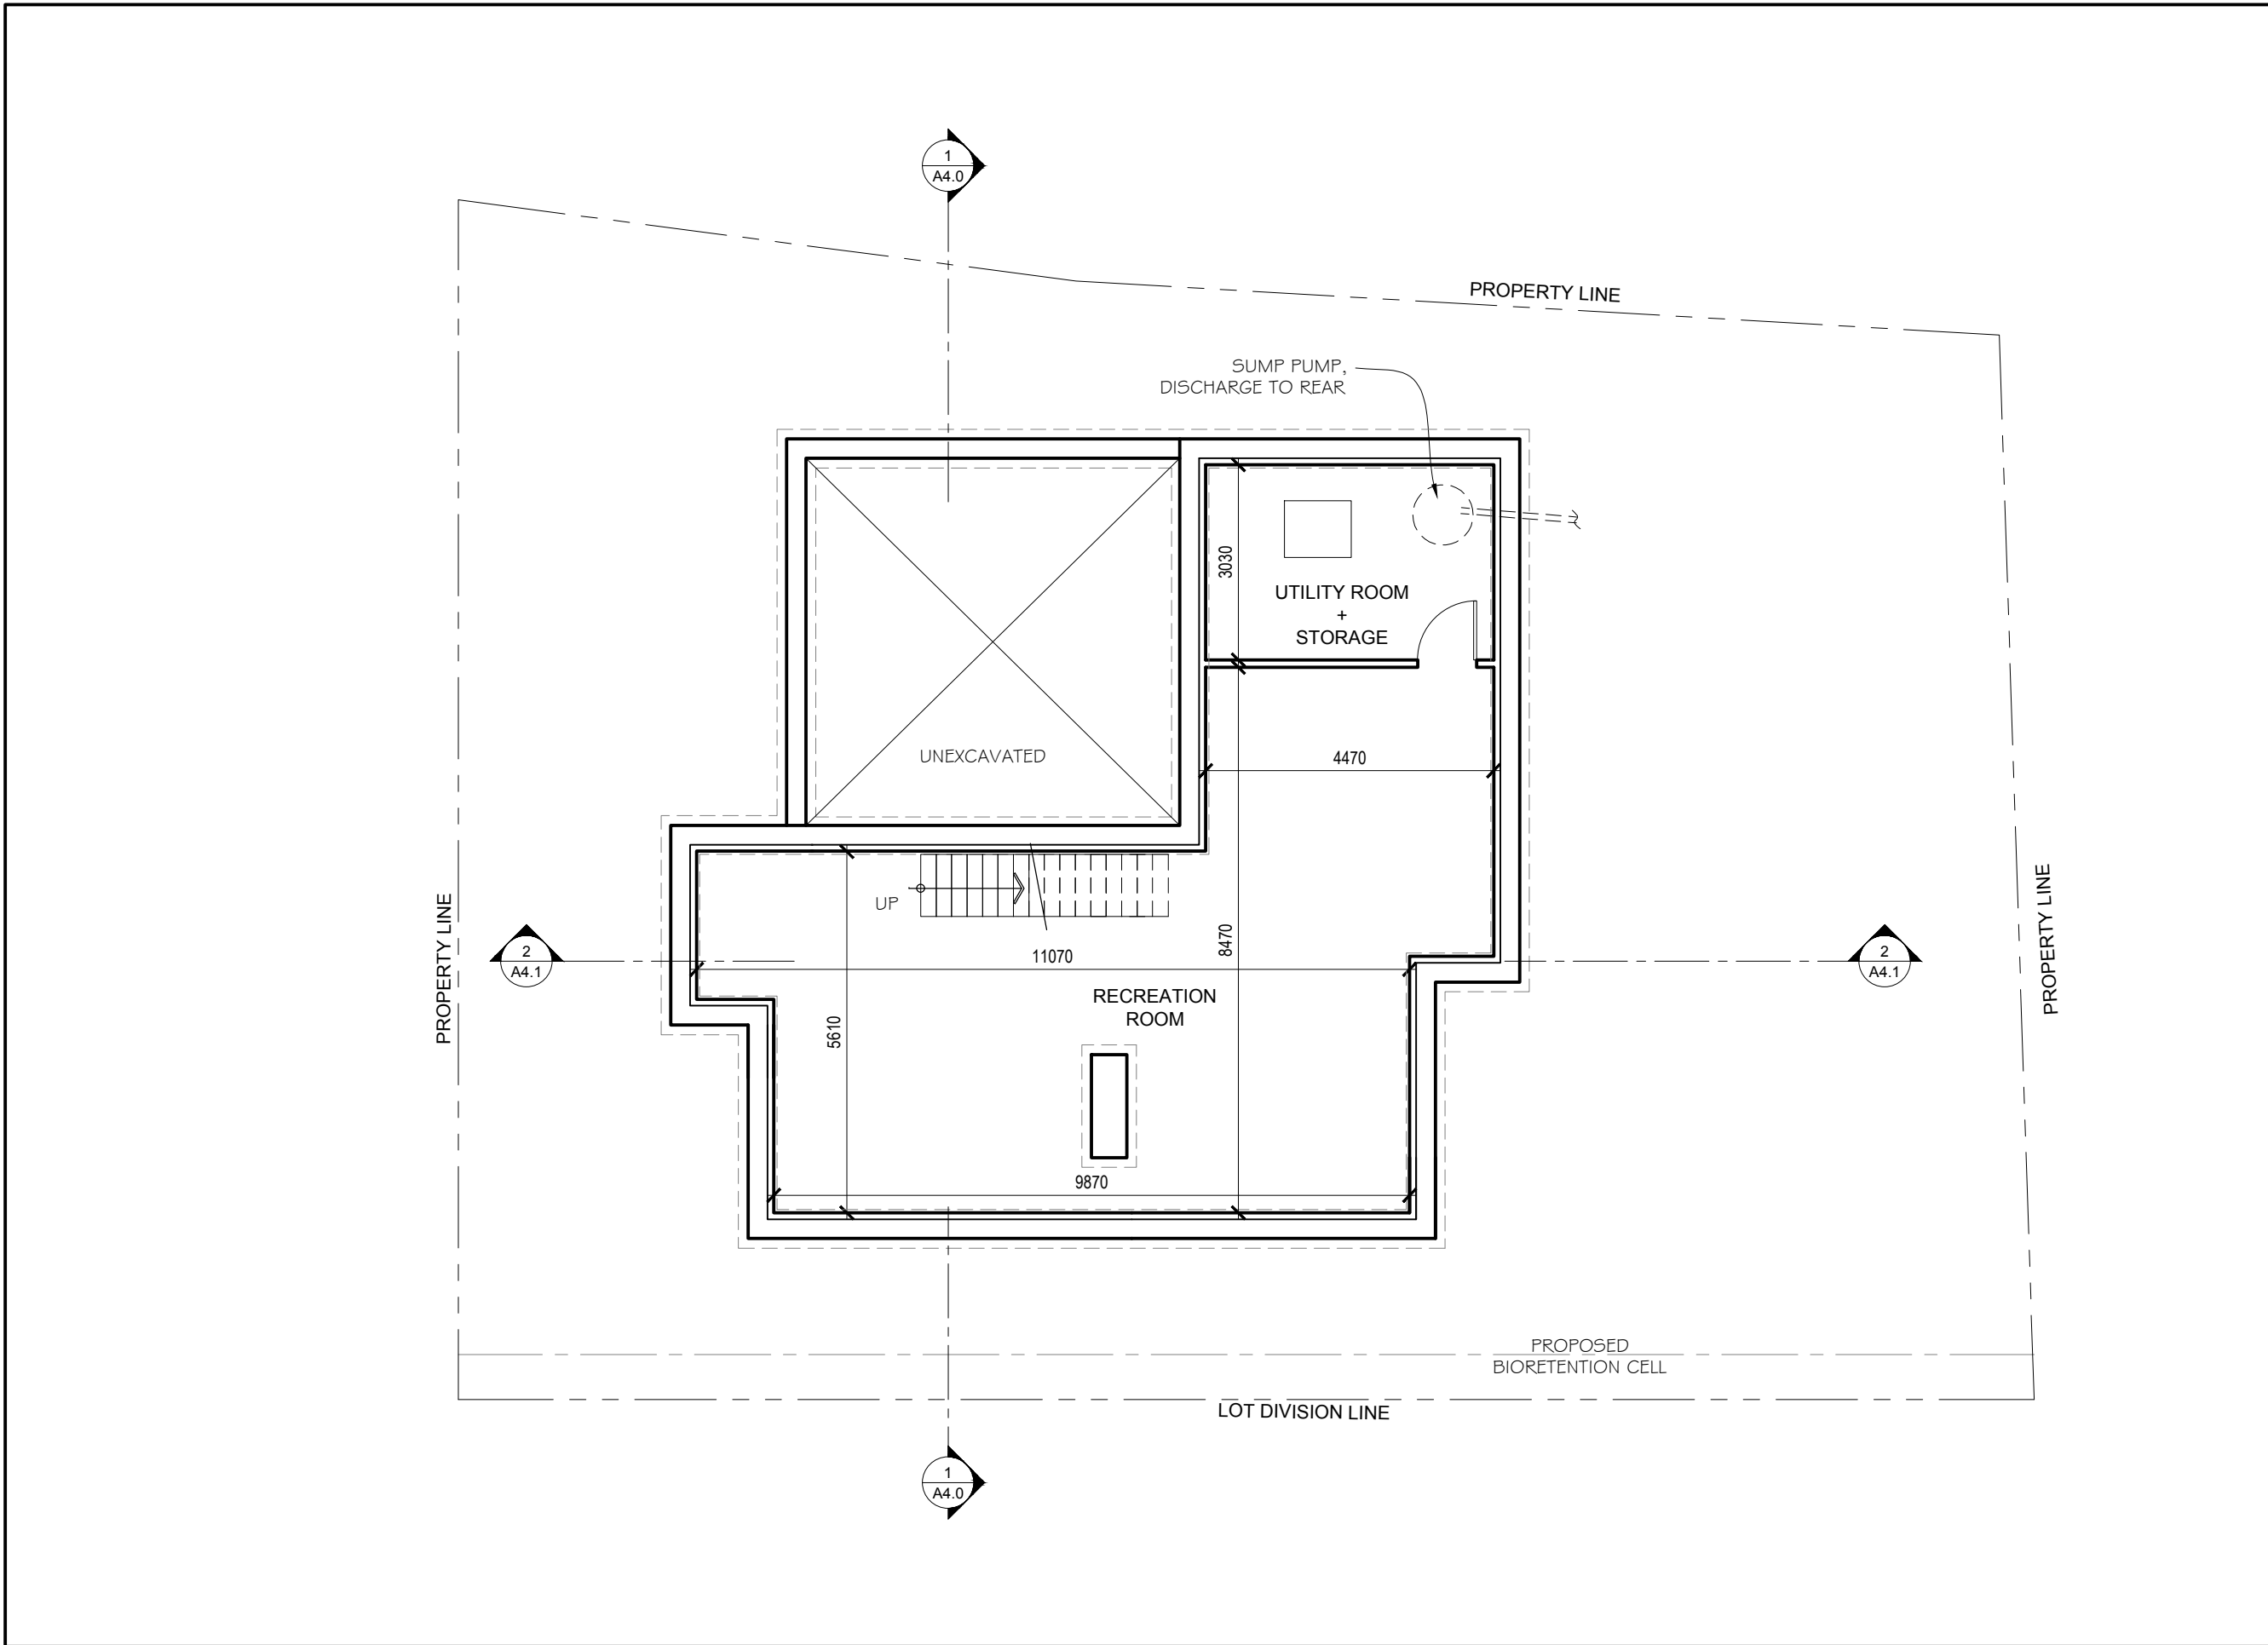 1
A4.0
PROPERTY LINE
SUMP PUMP,
DISCHARGE TO REAR
3030
UTILITY ROOM
+
STORAGE
UNEXCAVATED
4470
PROPERTY LINE
UP
2
A4.1
11070
8470
2
A4.1
PROPERTY LINE
RECREATION
ROOM
5610
9870
PROPOSED
BIORETENTION CELL
LOT DIVISION LINE
1
A4.0